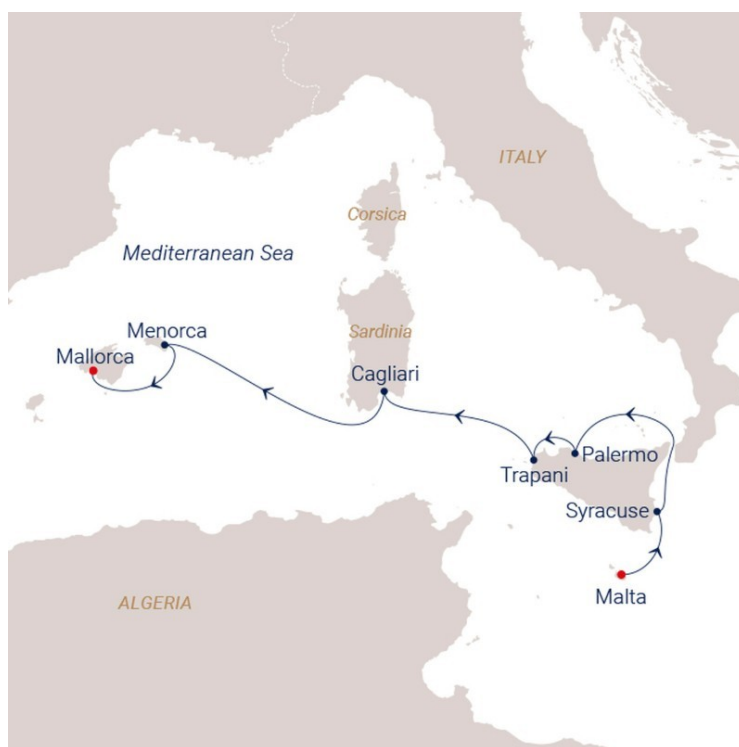 ITALY
Corsica
Mediterranean Sea
Menorca
Sardinia
Mallorca
Cagliari
Palermo
Trapani
Syracuse
Malta
ALGERIA